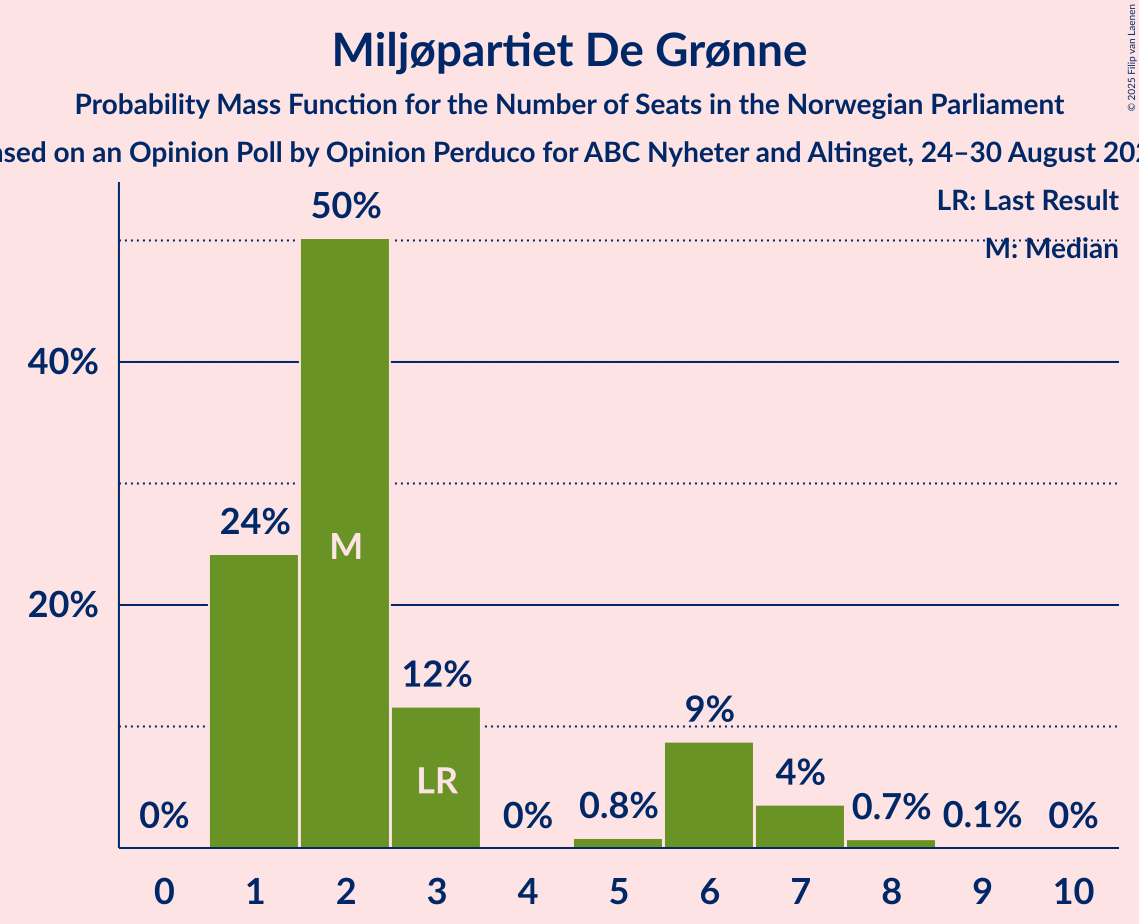 Miljøpartiet De Grønne
Probability Mass Function for the Number of Seats in the Norwegian Parliament
on an Opinion Poll by Opinion Perduco for ABC Nyheter and Altinget, 24–30 August
© 2025 Filip van Laenen
LR: Last Result
M: Median
50%
40%
24%
M
20%
12%
9%
LR
4%
0%
0%
0.8%
0.7%
0.1%
0%
0 1 2 3 4 5 6 7 8 9 10